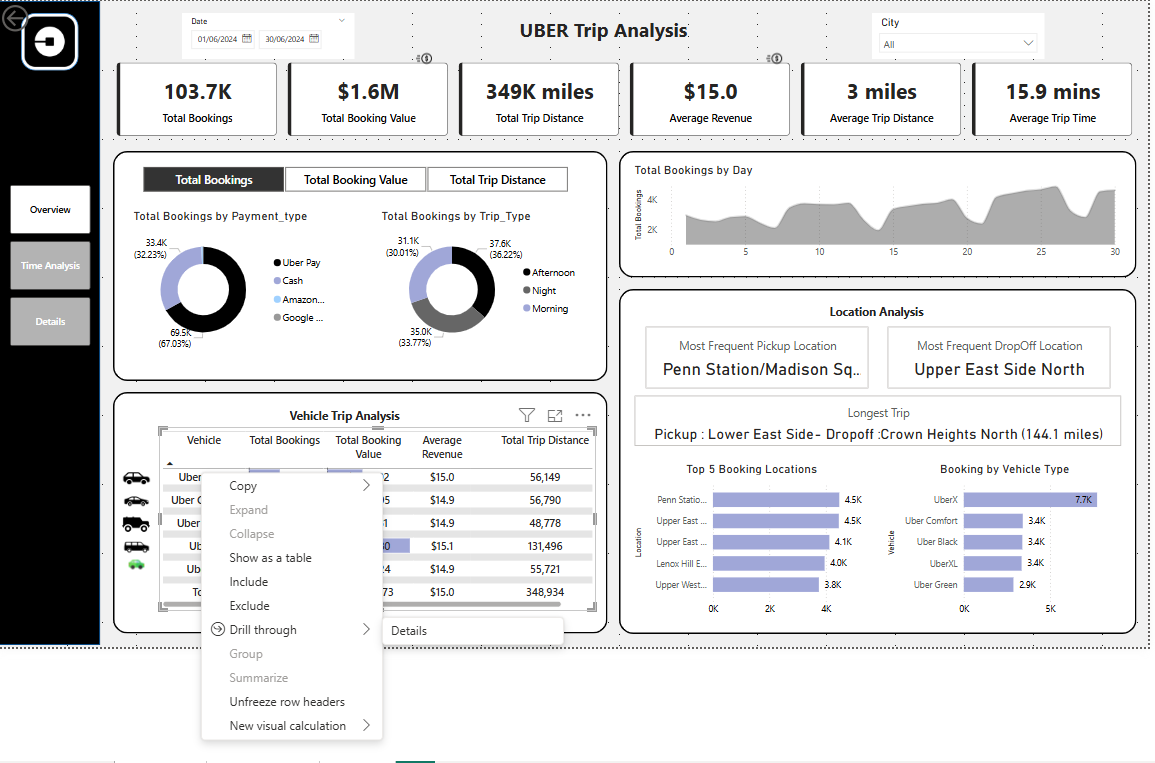 Date
01/06/2024 30/06/2024
UBER Trip Analysis
City
All
103.7K
Total Bookings
$1.6M
Total Booking Value
349K miles
Total Trip Distance
$15.0
Average Revenue
3 miles
Average Trip Distance
15.9 mins
Average Trip Time
Overview
Time Analysis
Details
Total Bookings
Total Booking Value
Total Trip Distance
Total Bookings by Payment_type
33.4K
(32.23%)
69.5K
(67.03%)
Uber Pay
Cash
Amazon...
Google ...
Total Bookings by Trip_Type
31.1K
(30.01%)
37.6K
(36.22%)
35.0K
(33.77%)
Afternoon
Night
Morning
Total Bookings by Day
Total Bookings
4K
2K
0 5 10 15 20 25 30
Vehicle Trip Analysis
Vehicle Total Bookings Total Booking Value Average Revenue Total Trip Distance
Uber $15.0 56,149
Uber C $14.9 56,790
Uber $14.9 48,778
Ub $15.1 131,496
Ub $14.9 55,721
To 73 $15.0 348,934
Copy
Expand
Collapse
Show as a table
Include
Exclude
Drill through
Details
Group
Summarize
Unfreeze row headers
New visual calculation
Location Analysis
Most Frequent Pickup Location
Penn Station/Madison Sq..
Most Frequent DropOff Location
Upper East Side North
Longest Trip
Pickup : Lower East Side- Dropoff :Crown Heights North (144.1 miles)
Top 5 Booking Locations
Location
Penn Statio... 4.5K
Upper East ... 4.5K
Upper East ... 4.1K
Lenox Hill E... 4.0K
Upper West... 3.8K
0K 2K 4K
Booking by Vehicle Type
Vehicle
UberX 7.7K
Uber Comfort 3.4K
Uber Black 3.4K
UberXL 3.4K
Uber Green 2.9K
0K 5K